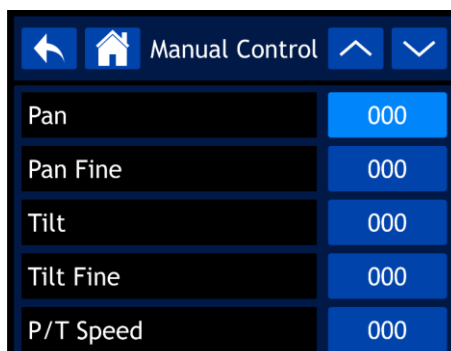 Manual Control
Pan 000
Pan Fine 000
Tilt 000
Tilt Fine 000
P/T Speed 000